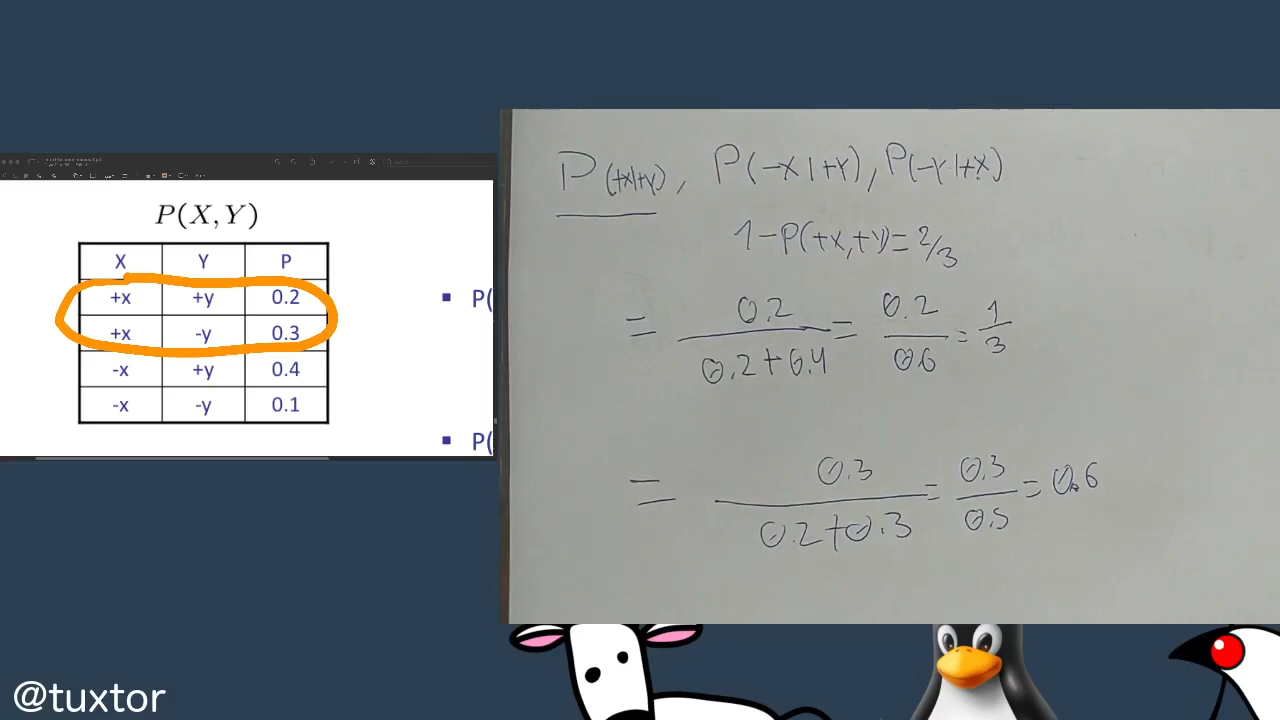 P(X, Y)
X Y P
+x +y 0.2
+x -y 0.3
-x +y 0.4
-x -y 0.1
▪ P(
▪ P(
P(+x|+y), P(-X|+Y), P(-Y|+X)
1-P(+X,+Y)=2/3
= 0.2/0.2+0.4 = 0.2/0.6 = 1/3
= 0.3/0.2+0.3 = 0.3/0.5 = 0.6
@tuxtor